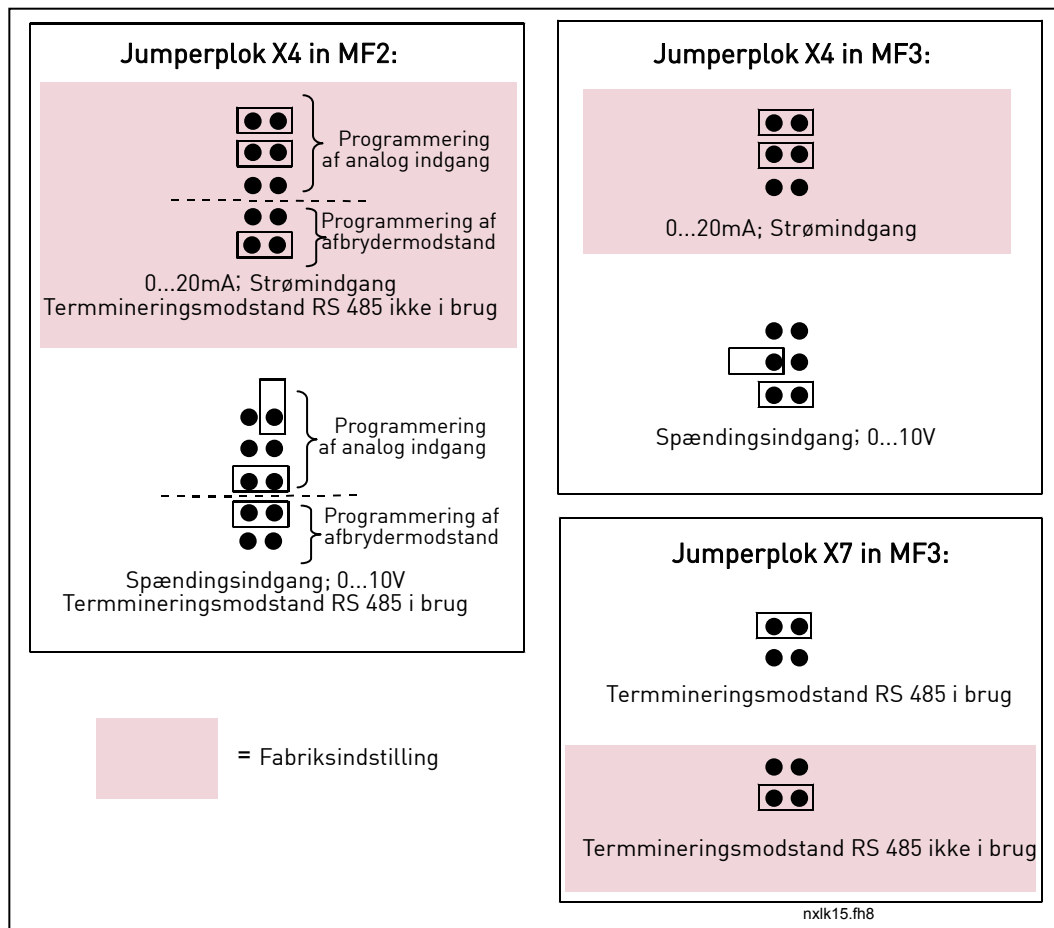 Jumperplok X4 in MF2:
Programmering
af analog indgang
Programmering af
afbrydermodstand
0...20mA; Strømindgang
Termmineringsmodstand RS 485 ikke i brug
Programmering
af analog indgang
Programmering af
afbrydermodstand
Spændingsindgang; 0...10V
Termmineringsmodstand RS 485 i brug
= Fabriksindstilling
Jumperplok X4 in MF3:
0...20mA; Strømindgang
Spændingsindgang; 0...10V
Jumperplok X7 in MF3:
Termmineringsmodstand RS 485 i brug
Termmineringsmodstand RS 485 ikke i brug
nxlk15.fh8